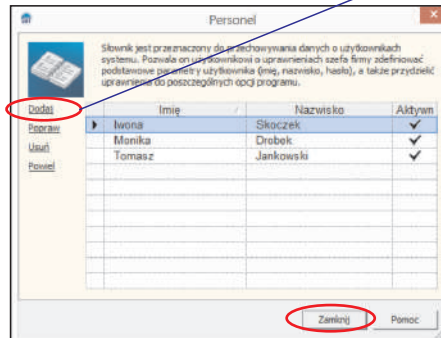 Personel
Słownik jest przeznaczony do przechowywania danych o użytkownikach
systemu. Pozwala on użytkownikowi o uprawnieniach szefa firmy zdefiniować
podstawowe parametry użytkownika (imię, nazwisko, hasło), a także przydzielić
uprawnienia do poszczególnych opcji programu.
Dodaj
Popraw
Usuń
Powiel
Imię Nazwisko Aktywn
Iwona Skoczek
Monika Drobek
Tomasz Jankowski
Zamknij Pomoc